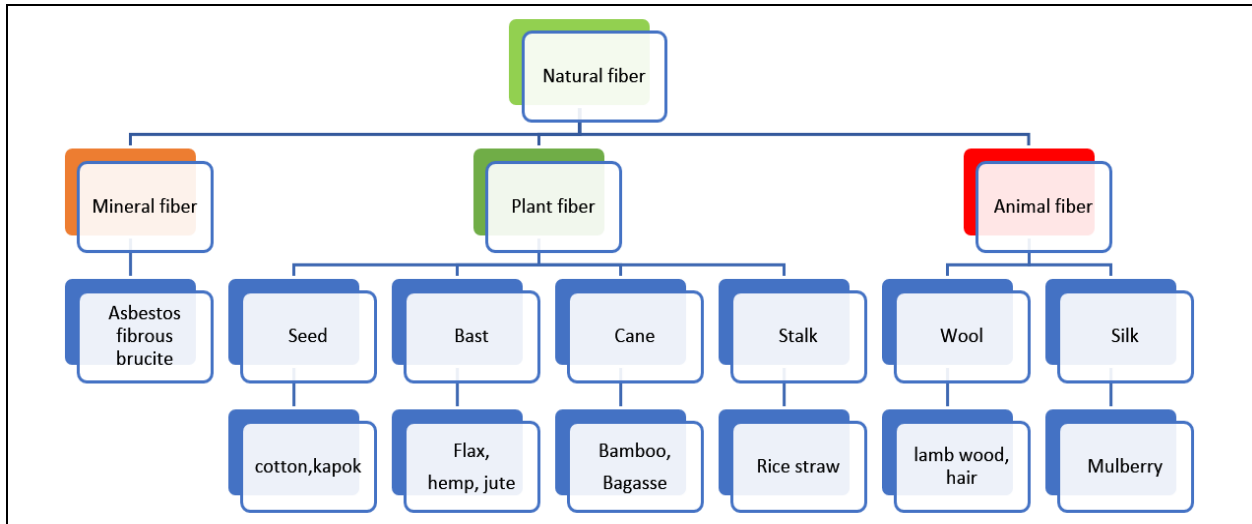 Natural fiber
Mineral fiber
Plant fiber
Animal fiber
Asbestos
fibrous
brucite
Seed
Bast
Cane
Stalk
Wool
Silk
cotton,kapok
Flax,
hemp, jute
Bamboo,
Bagasse
Rice straw
lamb wood,
hair
Mulberry